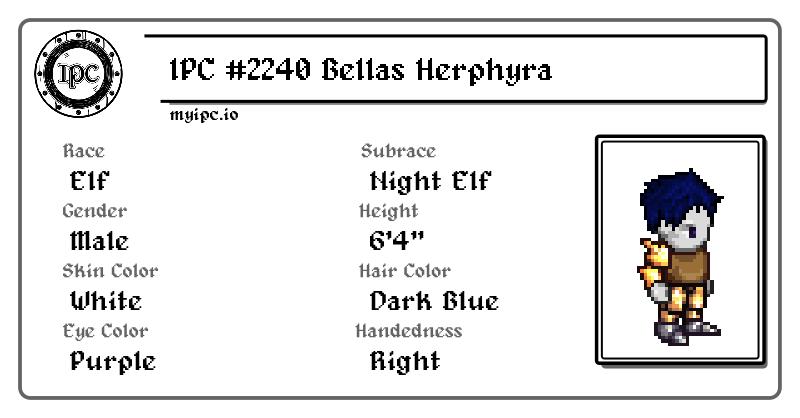 IPC
IPC #2240 Bellas Herphyra
myipc.io
Race
Elf
Subrace
Night Elf
Gender
Male
Height
6'4"
Skin Color
White
Hair Color
Dark Blue
Eye Color
Purple
Handedness
Right